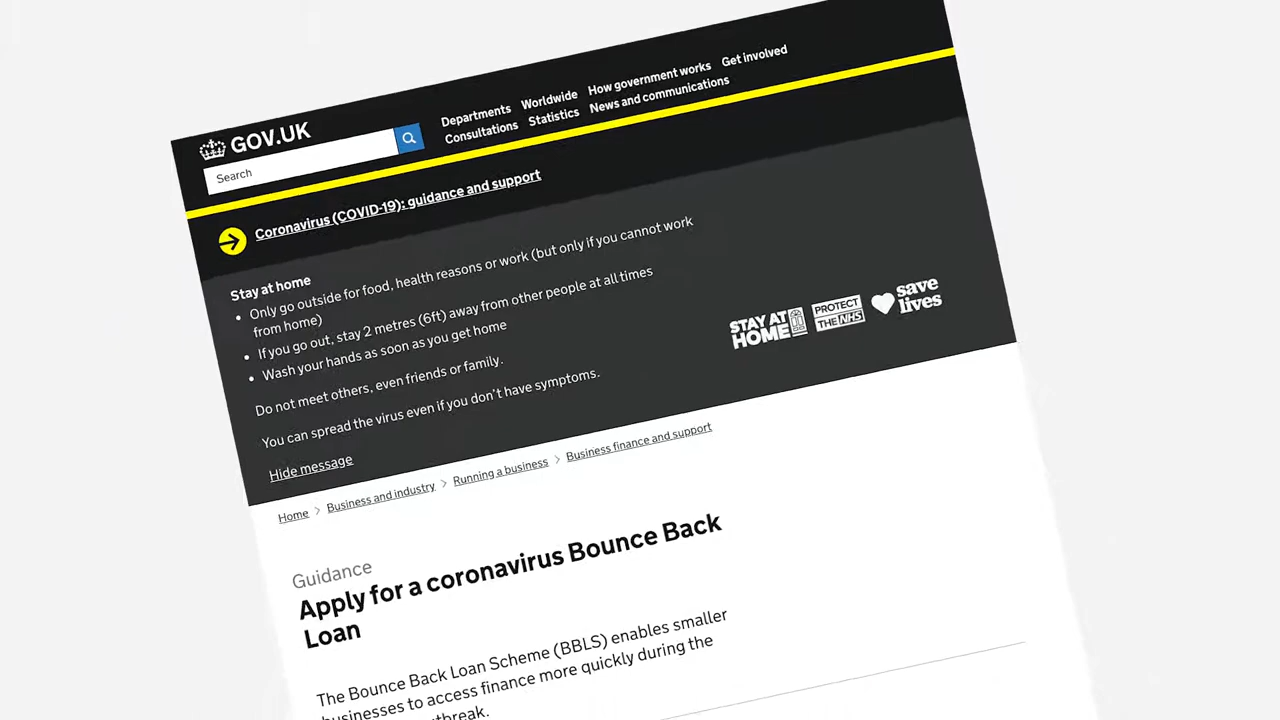 GOV.UK
Search
Departments Worldwide How government works Get involved
Consultations Statistics News and communications
Coronavirus (COVID-19): guidance and support
Stay at home
• Only go outside for food, health reasons or work (but only if you cannot work
from home)
• If you go out, stay 2 metres (6ft) away from other people at all times
• Wash your hands as soon as you get home
Do not meet others, even friends or family.
You can spread the virus even if you don't have symptoms.
Hide message
STAY AT
HOME
PROTECT
THE NHS
save
lives
Home > Business and industry > Running a business > Business finance and support
Guidance
Apply for a coronavirus Bounce Back
Loan
The Bounce Back Loan Scheme (BBLS) enables smaller
businesses to access finance more quickly during the